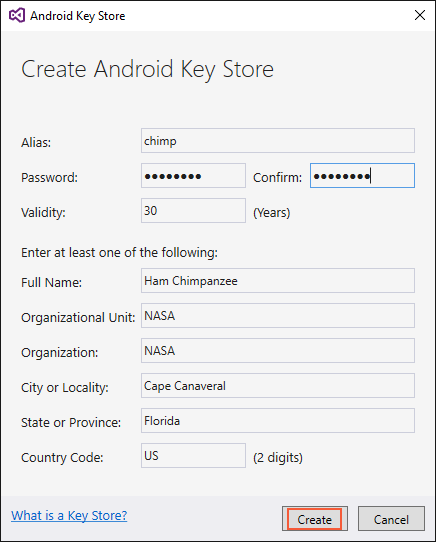 Android Key Store
Create Android Key Store
Alias: chimp
Password: ●●●●●●●● Confirm: ●●●●●●●●
Validity: 30 (Years)
Enter at least one of the following:
Full Name: Ham Chimpanzee
Organizational Unit: NASA
Organization: NASA
City or Locality: Cape Canaveral
State or Province: Florida
Country Code: US (2 digits)
What is a Key Store? Create Cancel